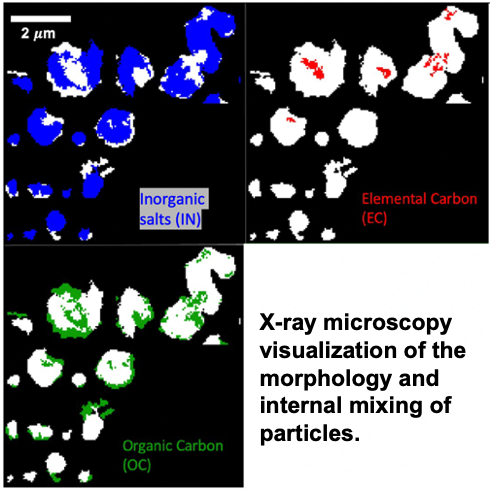 2 μm
Inorganic
salts (IN)
Elemental Carbon
(EC)
Organic Carbon
(OC)
X-ray microscopy
visualization of the
morphology and
internal mixing of
particles.